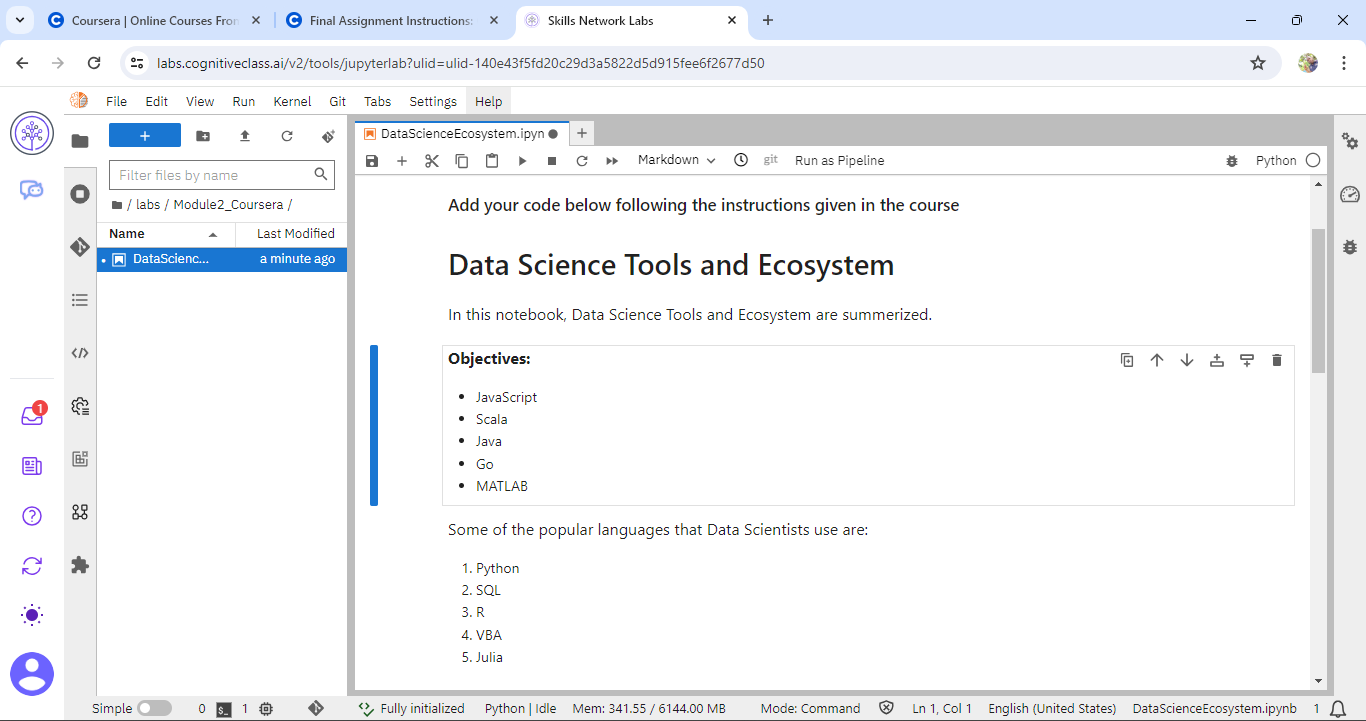 Coursera | Online Courses Fron
Final Assignment Instructions:
Skills Network Labs
labs.cognitiveclass.ai/v2/tools/jupyterlab?ulid=ulid-140e43f5fd20c29d3a5822d5d915fee6f2677d50
File Edit View Run Kernel Git Tabs Settings Help
DataScienceEcosystem.ipyn
Markdown
git
Run as Pipeline
Python
Filter files by name
/ labs / Module2_Coursera /
Name Last Modified
DataScienc... a minute ago
1
Add your code below following the instructions given in the course
Data Science Tools and Ecosystem
In this notebook, Data Science Tools and Ecosystem are summerized.
Objectives:
JavaScript
Scala
Java
Go
MATLAB
Some of the popular languages that Data Scientists use are:
1. Python
2. SQL
3. R
4. VBA
5. Julia
Simple 0 1 Fully initialized Python | Idle Mem: 341.55 / 6144.00 MB Mode: Command Ln 1, Col 1 English (United States) DataScienceEcosystem.ipynb 1